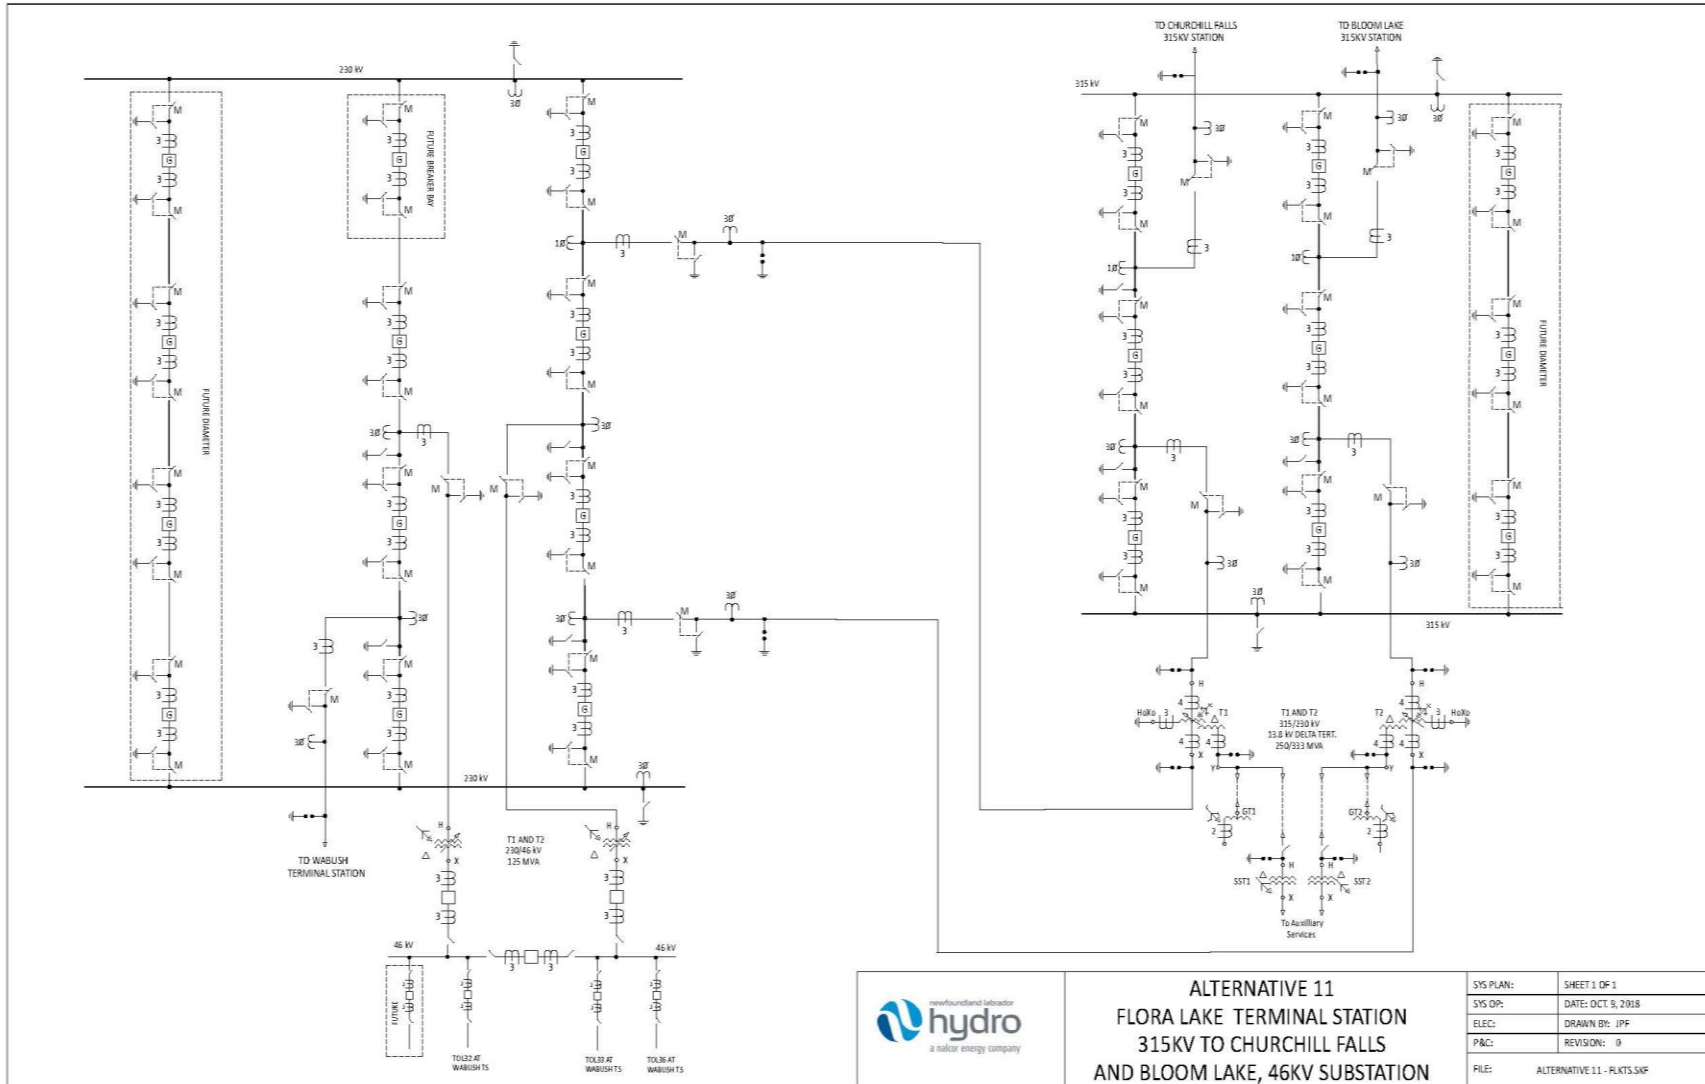 TO CHURCHILL FALLS
315KV STATION
TO BLOOM LAKE
315KV STATION
230 kV
315 kV
FUTURE BREAKER BAY
FUTURE DIAMETER
FUTURE DIAMETER
315 kV
230 kV
TO WABUSH
TERMINAL STATION
T1 AND T2
230/46 kV
125 MVA
T1 AND T2
315/230 kV
13.8 kV DELTA TERT.
250/333 MVA
HoXo
T1
T2
HoXo
GT1
GT2
SST1
SST2
To Auxilliary
Services
46 kV
46 kV
FUTURE
TOL32 AT
WABUSH TS
TOL33 AT
WABUSH TS
TOL36 AT
WABUSH TS
newfoundland labrador
hydro
a nalcor energy company
ALTERNATIVE 11
FLORA LAKE TERMINAL STATION
315KV TO CHURCHILL FALLS
AND BLOOM LAKE, 46KV SUBSTATION
SYS PLAN:
SHEET 1 OF 1
SYS OP:
DATE: OCT. 9, 2018
ELEC:
DRAWN BY: JPF
P&C:
REVISION: 0
FILE:
ALTERNATIVE 11 - FLKTS.SKF